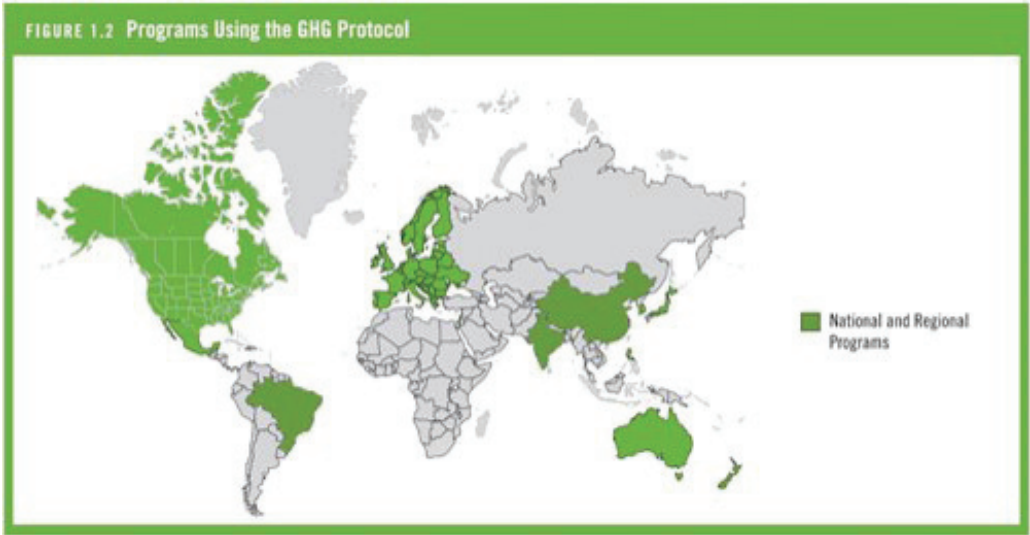 FIGURE 1.2 Programs Using the GHG Protocol
National and Regional
Programs